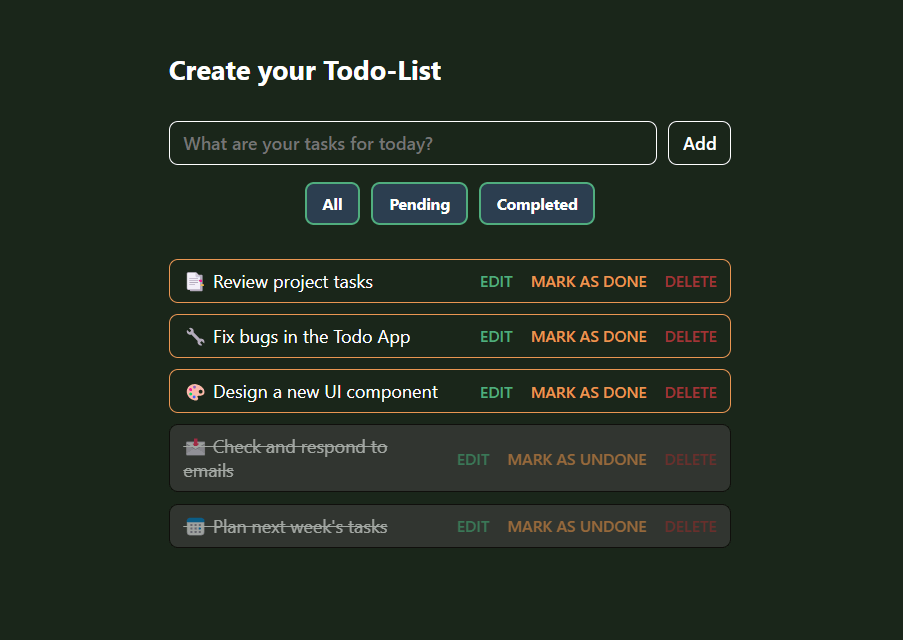 Create your Todo-List
What are your tasks for today? Add
All Pending Completed
📑 Review project tasks EDIT MARK AS DONE DELETE
🔧 Fix bugs in the Todo App EDIT MARK AS DONE DELETE
🎨 Design a new UI component EDIT MARK AS DONE DELETE
📩 Check and respond to
emails EDIT MARK AS UNDONE DELETE
📅 Plan next week's tasks EDIT MARK AS UNDONE DELETE